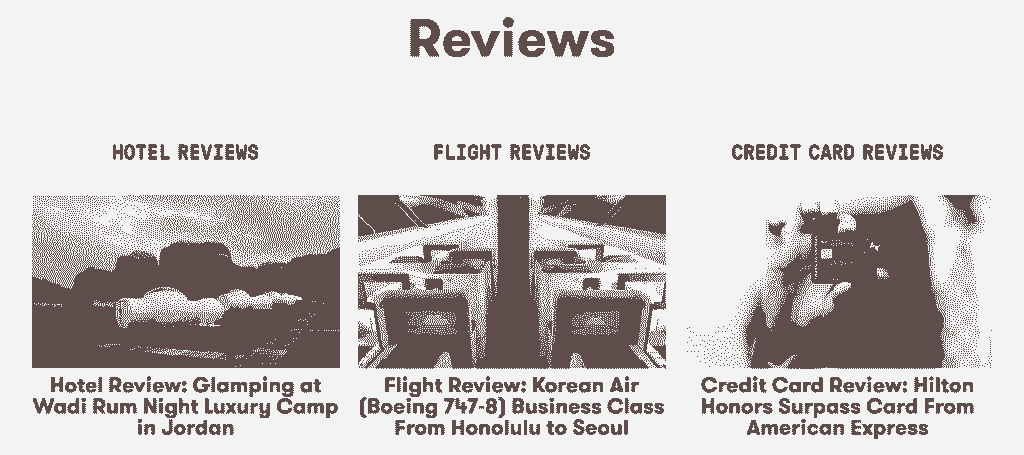 Reviews
HOTEL REVIEWS
FLIGHT REVIEWS
CREDIT CARD REVIEWS
Hotel Review: Glamping at
Wadi Rum Night Luxury Camp
in Jordan
Flight Review: Korean Air
(Boeing 747-8) Business Class
From Honolulu to Seoul
Credit Card Review: Hilton
Honors Surpass Card From
American Express